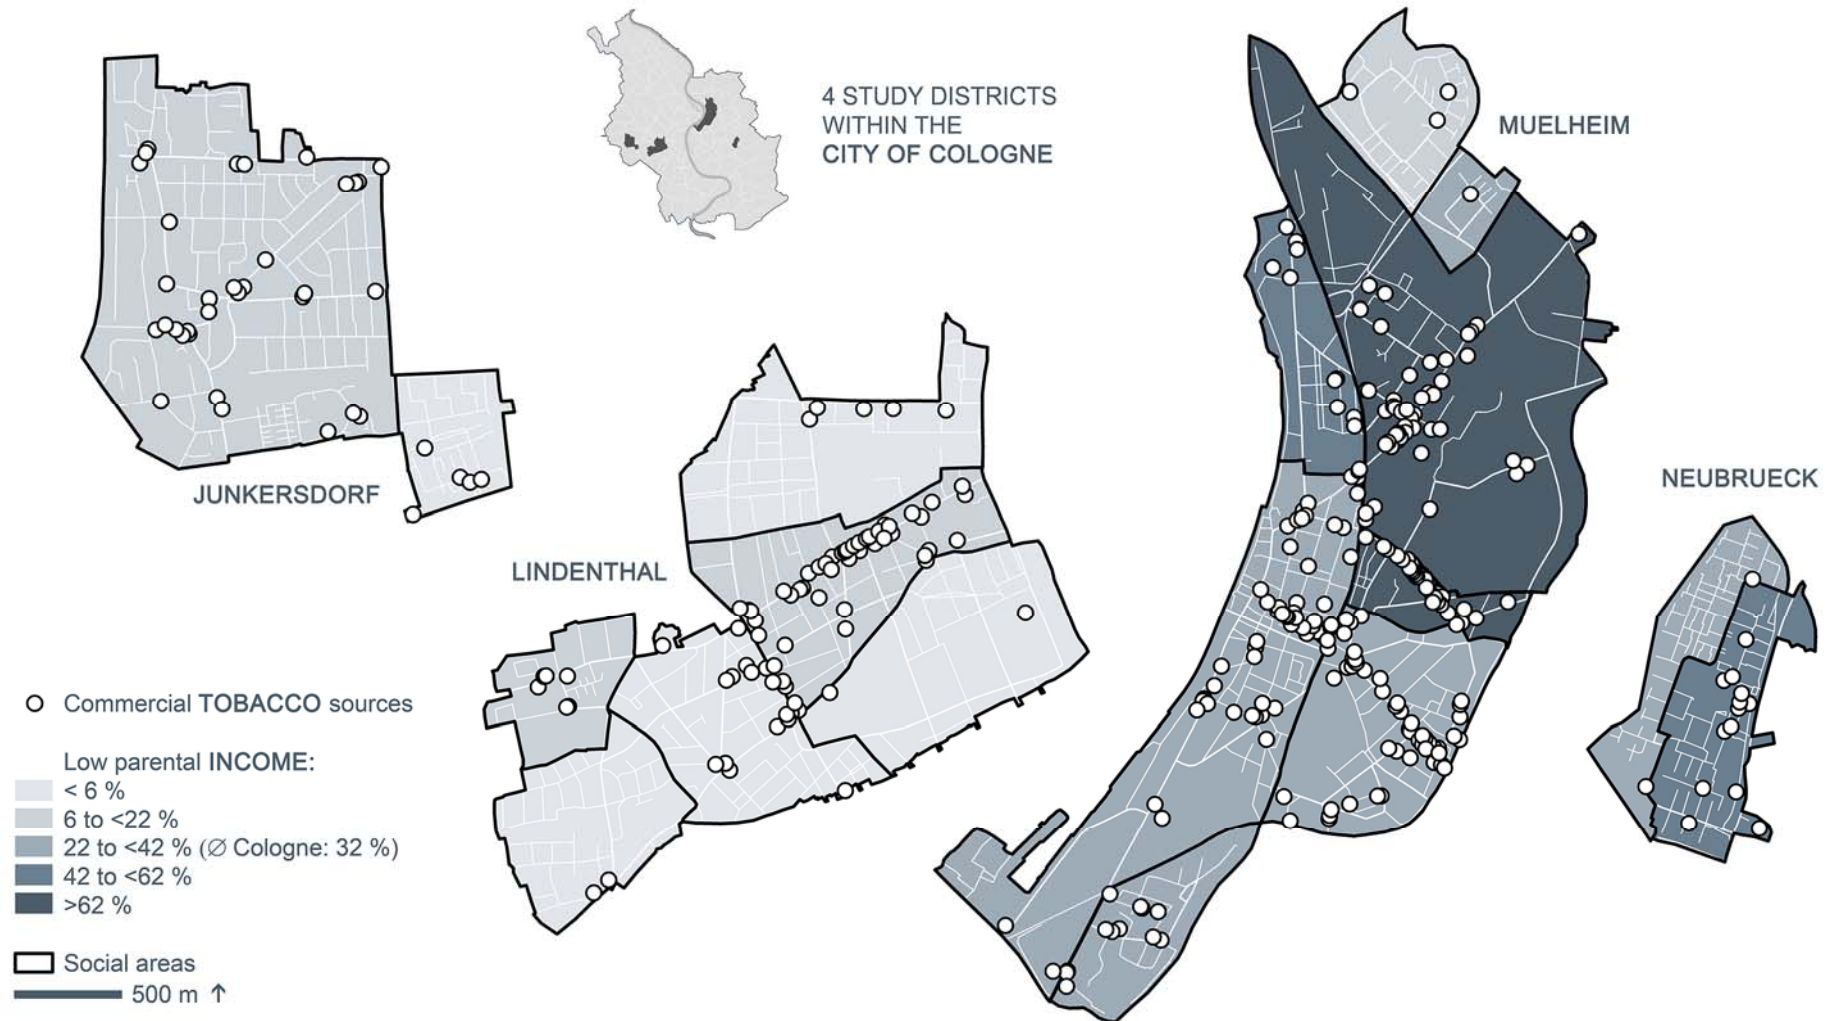 4 STUDY DISTRICTS
WITHIN THE
CITY OF COLOGNE
MUELHEIM
JUNKERSDORF
NEUBRUECK
LINDENTHAL
Commercial TOBACCO sources
Low parental INCOME:
< 6 %
6 to <22 %
22 to <42 % (∅ Cologne: 32 %)
42 to <62 %
>62 %
Social areas
500 m ↑